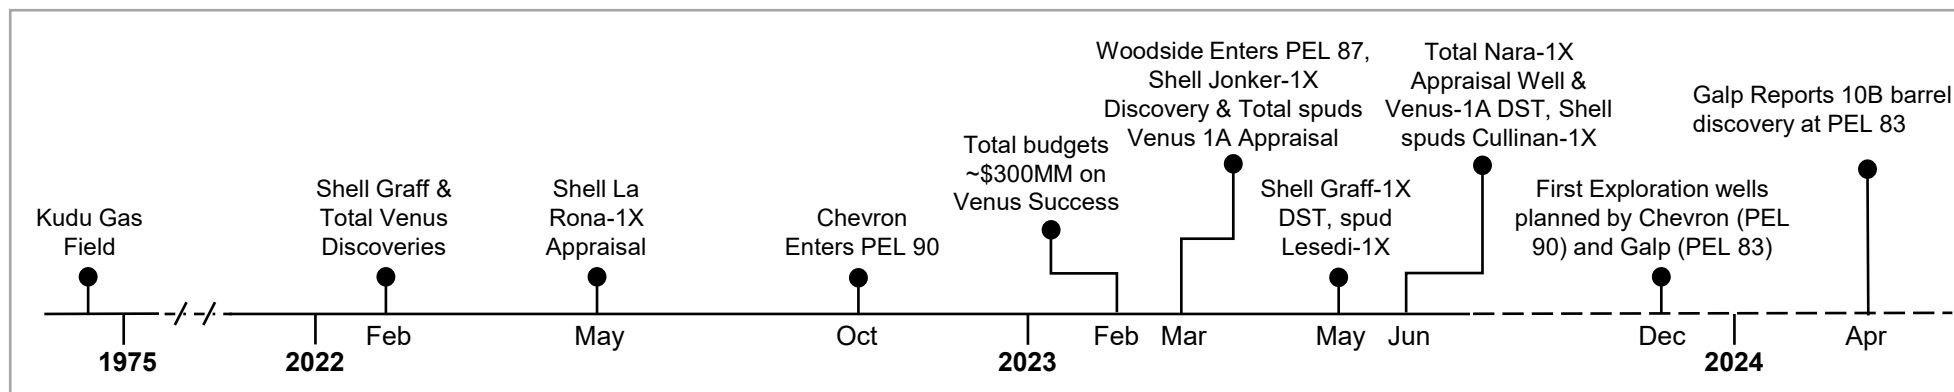 Kudu Gas
Field
Shell Graff &
Total Venus
Discoveries
Shell La
Rona-1X
Appraisal
Chevron
Enters PEL 90
Total budgets
~$300MM on
Venus Success
Woodside Enters PEL 87,
Shell Jonker-1X
Discovery & Total spuds
Venus 1A Appraisal
Shell Graff-1X
DST, spud
Lesedi-1X
Total Nara-1X
Appraisal Well &
Venus-1A DST, Shell
spuds Cullinan-1X
First Exploration wells
planned by Chevron (PEL
90) and Galp (PEL 83)
Galp Reports 10B barrel
discovery at PEL 83
1975
2022
Feb
May
Oct
2023
Feb
Mar
May
Jun
Dec
2024
Apr